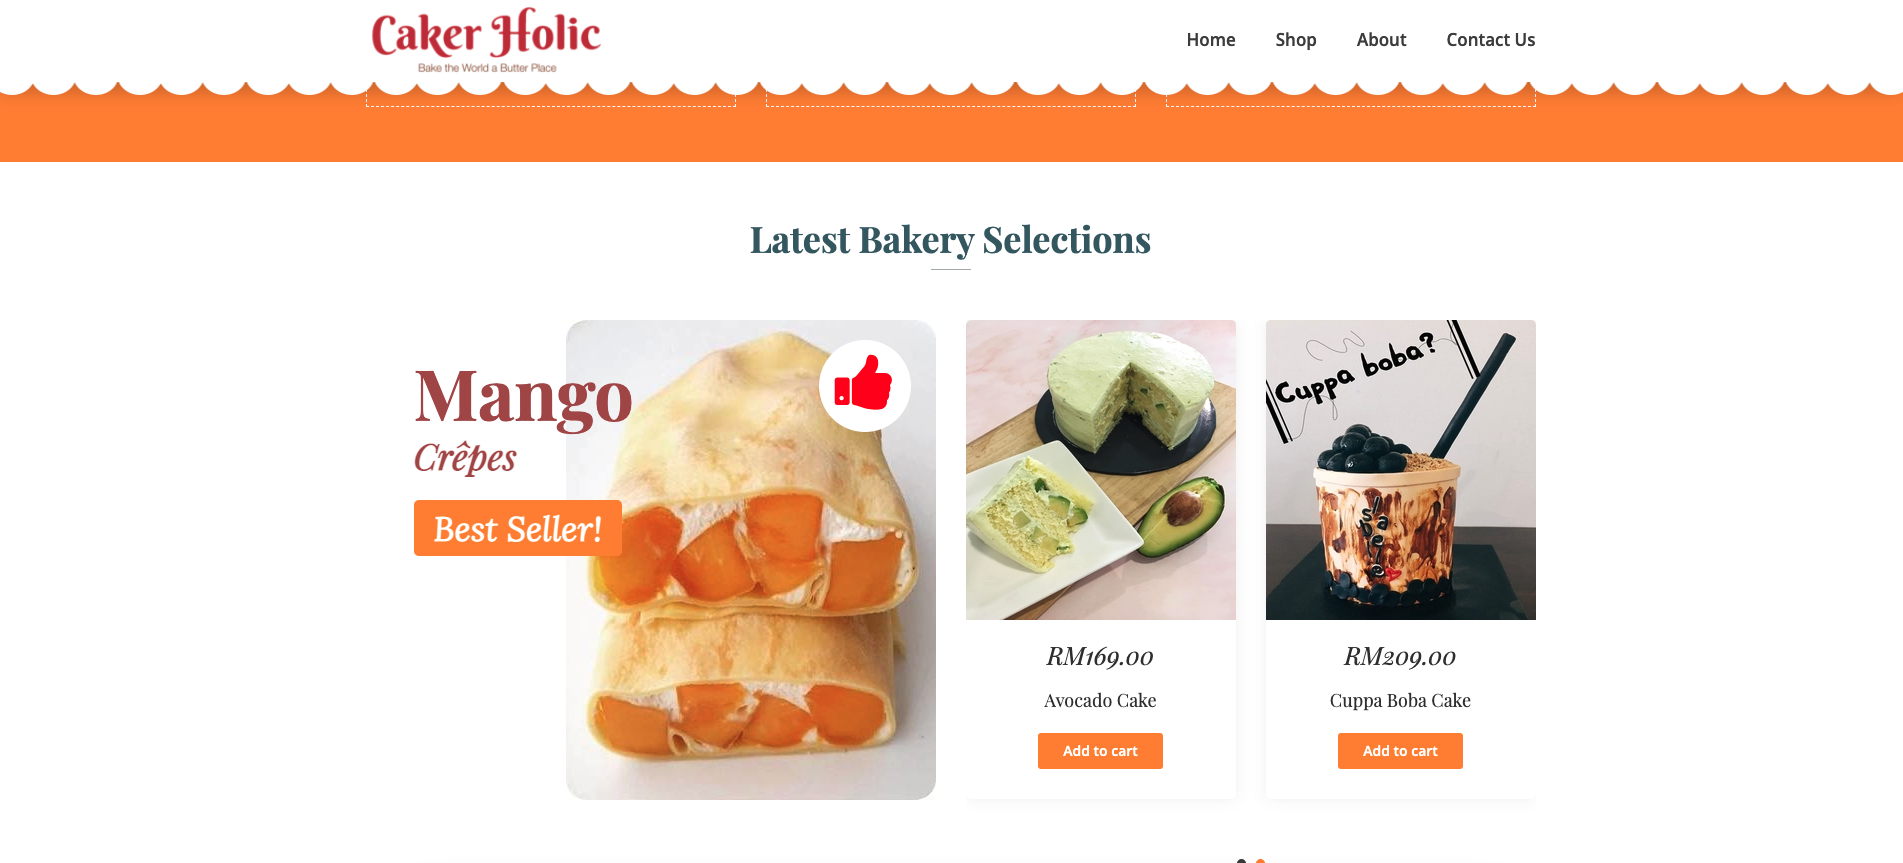 Caker Holic
Bake the World a Butter Place
Home
Shop
About
Contact Us
Latest Bakery Selections
Mango
Crêpes
Best Seller!
Cuppa boba?
RM169.00
Avocado Cake
Add to cart
RM209.00
Cuppa Boba Cake
Add to cart